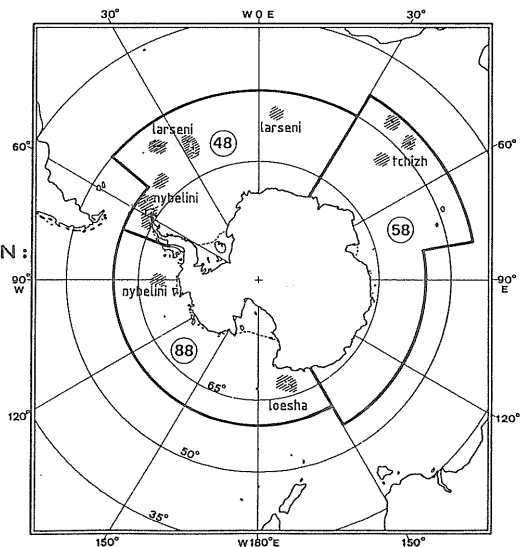 30° W 0 E 30°
larseni 48 larseni
60° tchizh 60°
nybelini
58
N:
90° W nybelini 90° E
88
65°
loesha
120° 120°
50°
35°
150° W180°E 150°